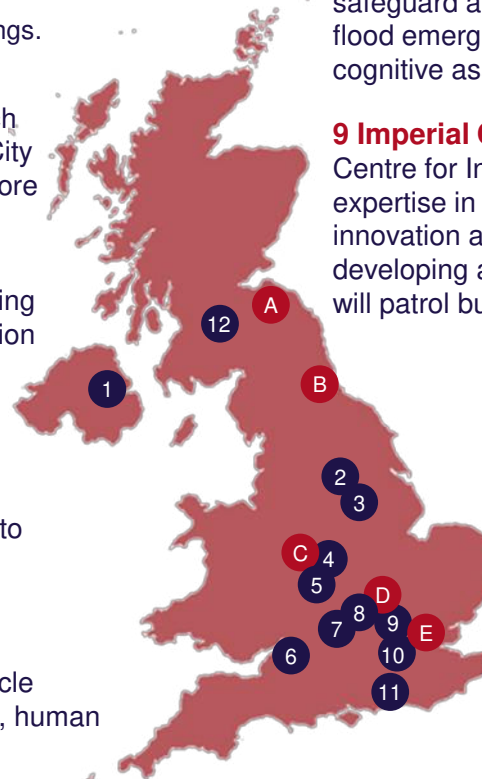 ngs.
h
City
ore
ing
ion
to
cle
, human
safeguard a
flood emerg
cognitive as
9 Imperial C
Centre for In
expertise in
innovation a
developing a
will patrol bu
A
12
B
1
2
3
C
4
5
D
8
9
7
E
6
10
11